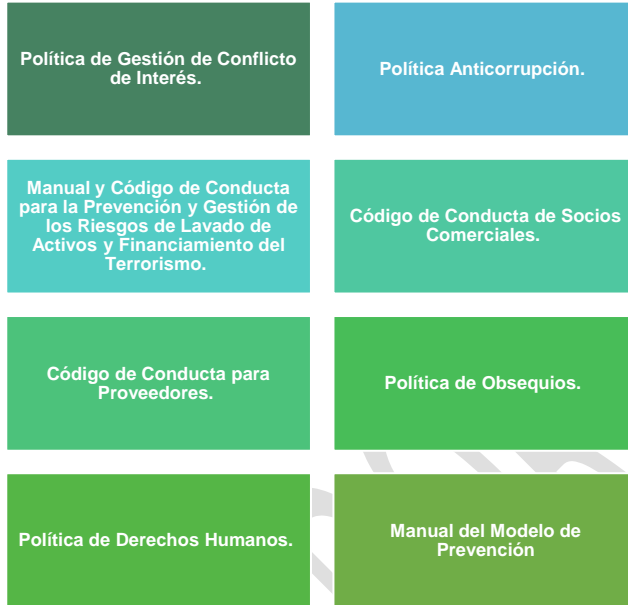 Política de Gestión de Conflicto
de Interés.
Política Anticorrupción.
Manual y Código de Conducta
para la Prevención y Gestión de
los Riesgos de Lavado de
Activos y Financiamiento del
Terrorismo.
Código de Conducta de Socios
Comerciales.
Código de Conducta para
Proveedores.
Política de Obsequios.
Política de Derechos Humanos.
Manual del Modelo de
Prevención